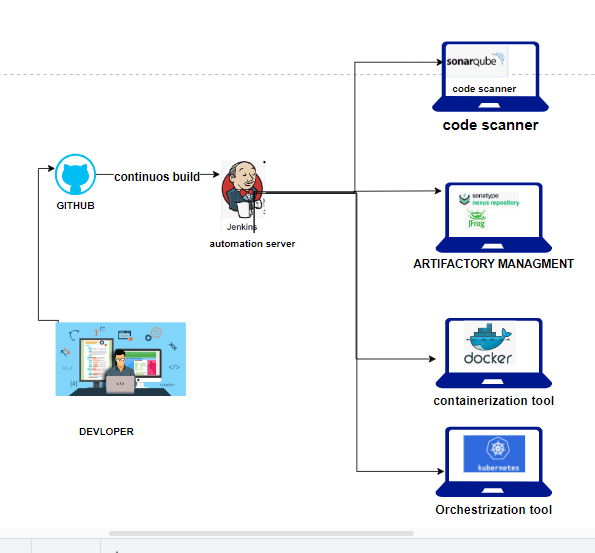 sonarqube
code scanner
code scanner
GITHUB
continuos build
Jenkins
automation server
sonatype
nexus repository
JFrog
ARTIFACTORY MANAGMENT
DEVLOPER
docker
containerization tool
kubernetes
Orchestrization tool